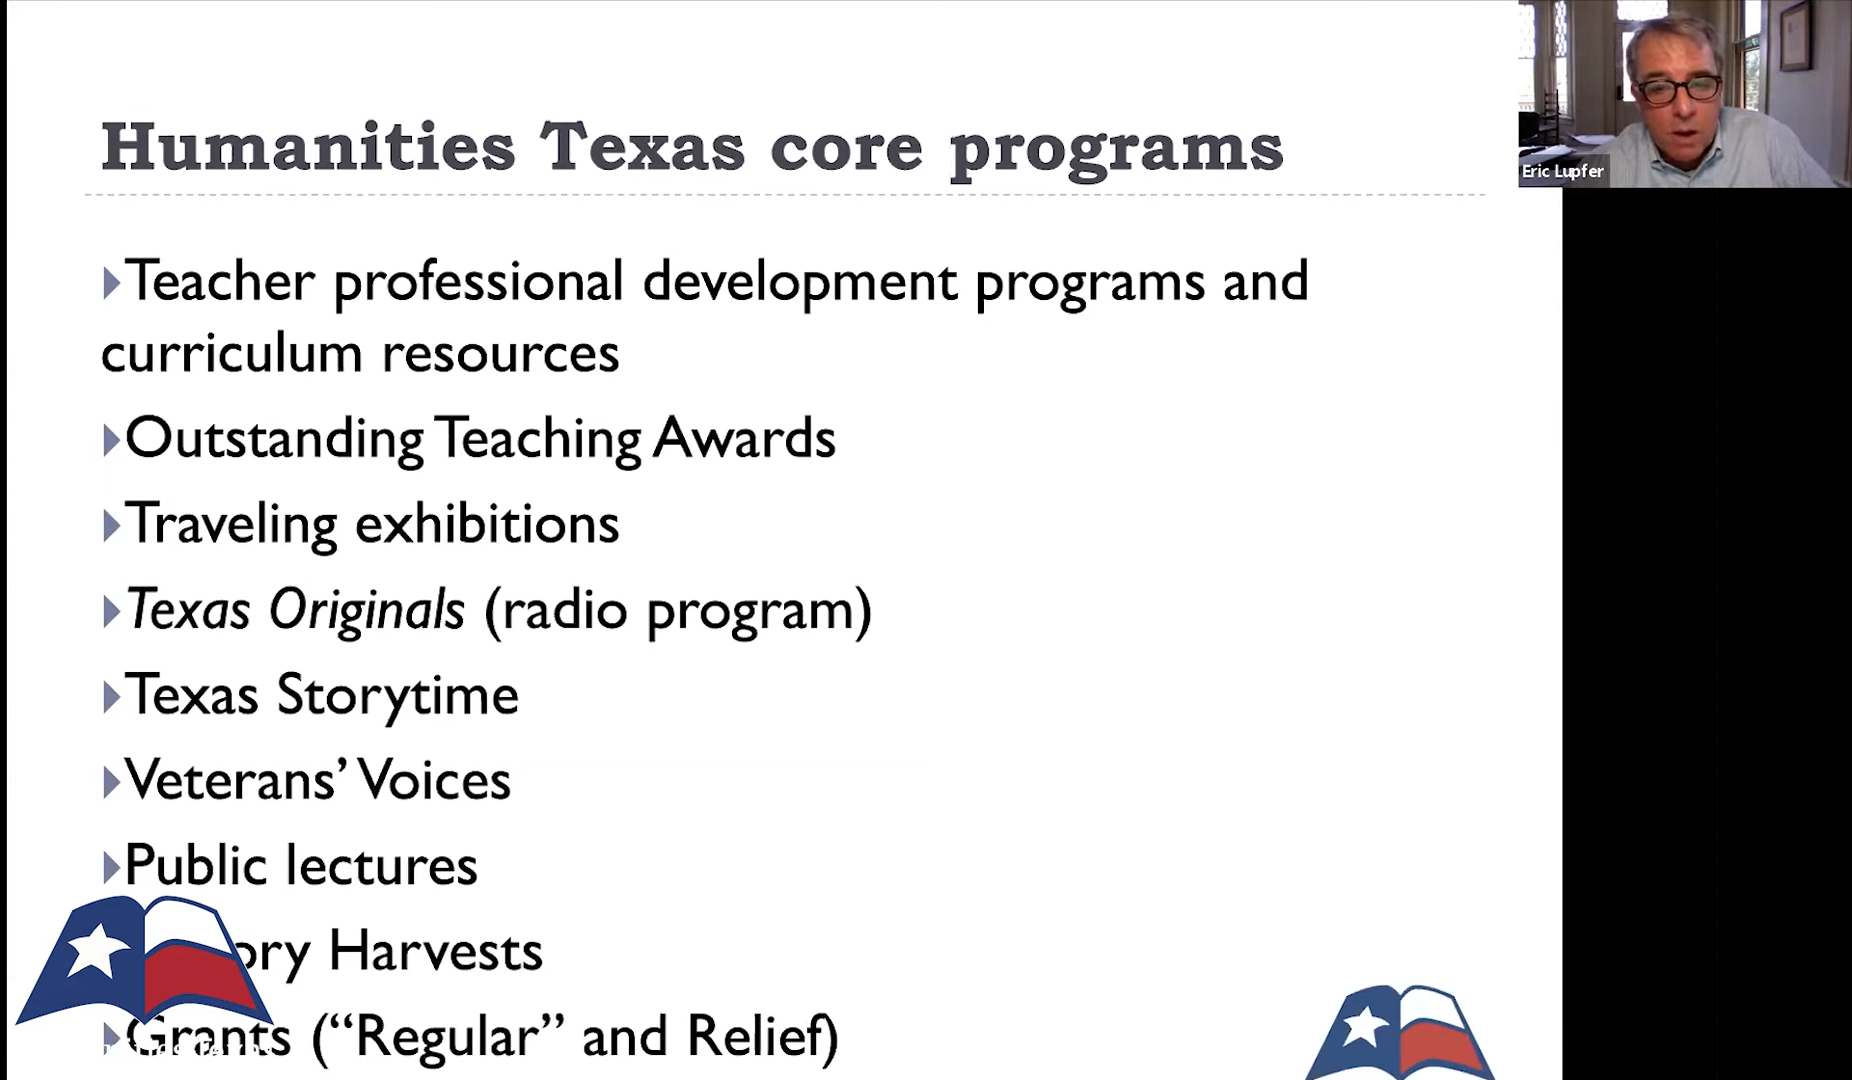 Humanities Texas core programs
Eric Lupfer
Teacher professional development programs and
curriculum resources
Outstanding Teaching Awards
Traveling exhibitions
Texas Originals (radio program)
Texas Storytime
Veterans’ Voices
Public lectures
Harvests
Grants (“Regular” and Relief)